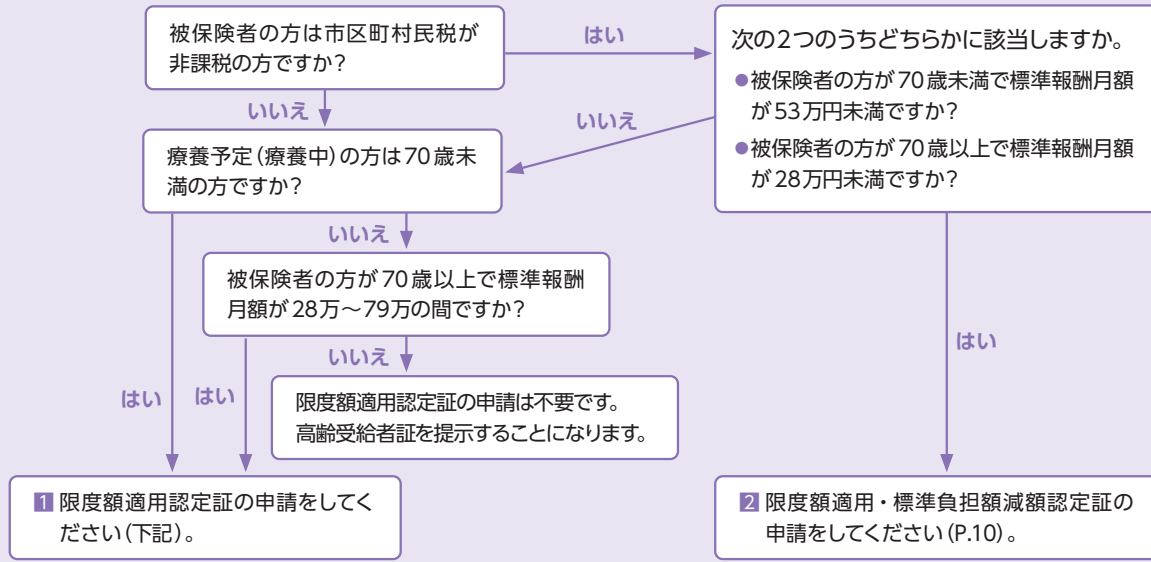 被保険者の方は市区町村民税が
非課税の方ですか?
はい
次の2つのうちどちらかに該当しますか。
●被保険者の方が70歳未満で標準報酬月額
が53万円未満ですか?
●被保険者の方が70歳以上で標準報酬月額
が28万円未満ですか?
いいえ
いいえ
療養予定(療養中)の方は70歳未
満の方ですか?
いいえ
被保険者の方が70歳以上で標準報酬
月額が28万〜79万の間ですか?
いいえ
はい
はい
はい
限度額適用認定証の申請は不要です。
高齢受給者証を提示することになります。
1 限度額適用認定証の申請をしてく
ださい(下記)。
2 限度額適用・標準負担額減額認定証の
申請をしてください(P.10)。